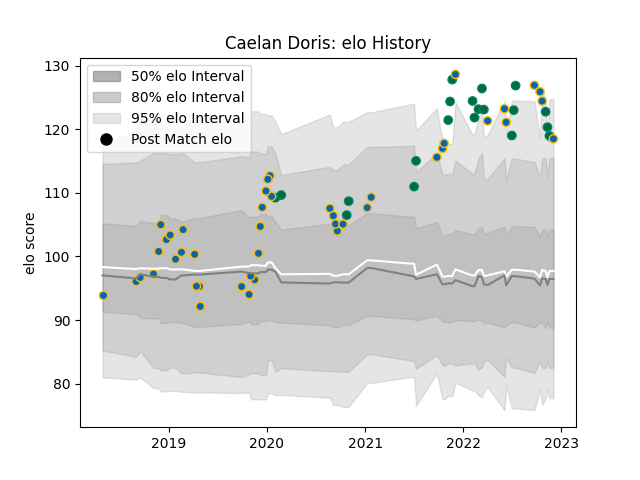 Caelan Doris: elo History
50% elo Interval
80% elo Interval
95% elo Interval
Post Match elo
elo score
130
120
110
100
90
80
2019 2020 2021 2022 2023